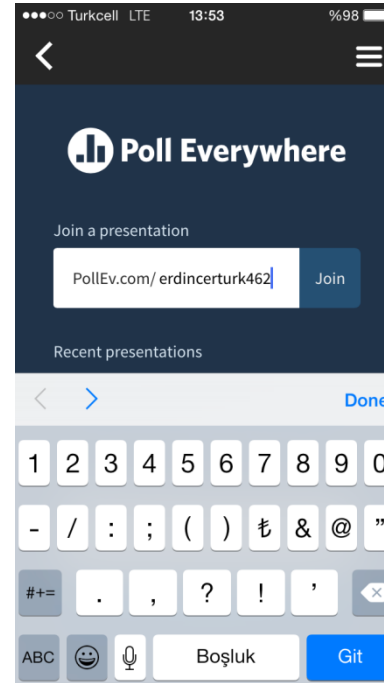 Turkcell LTE 13:53 %98
Poll Everywhere
Join a presentation
PollEv.com/ erdincerturk462 Join
Recent presentations
Done
1 2 3 4 5 6 7 8 9 0
- / : ; ( ) ₺ & @ ”
#+= . , ? ! ’
ABC Boşluk Git